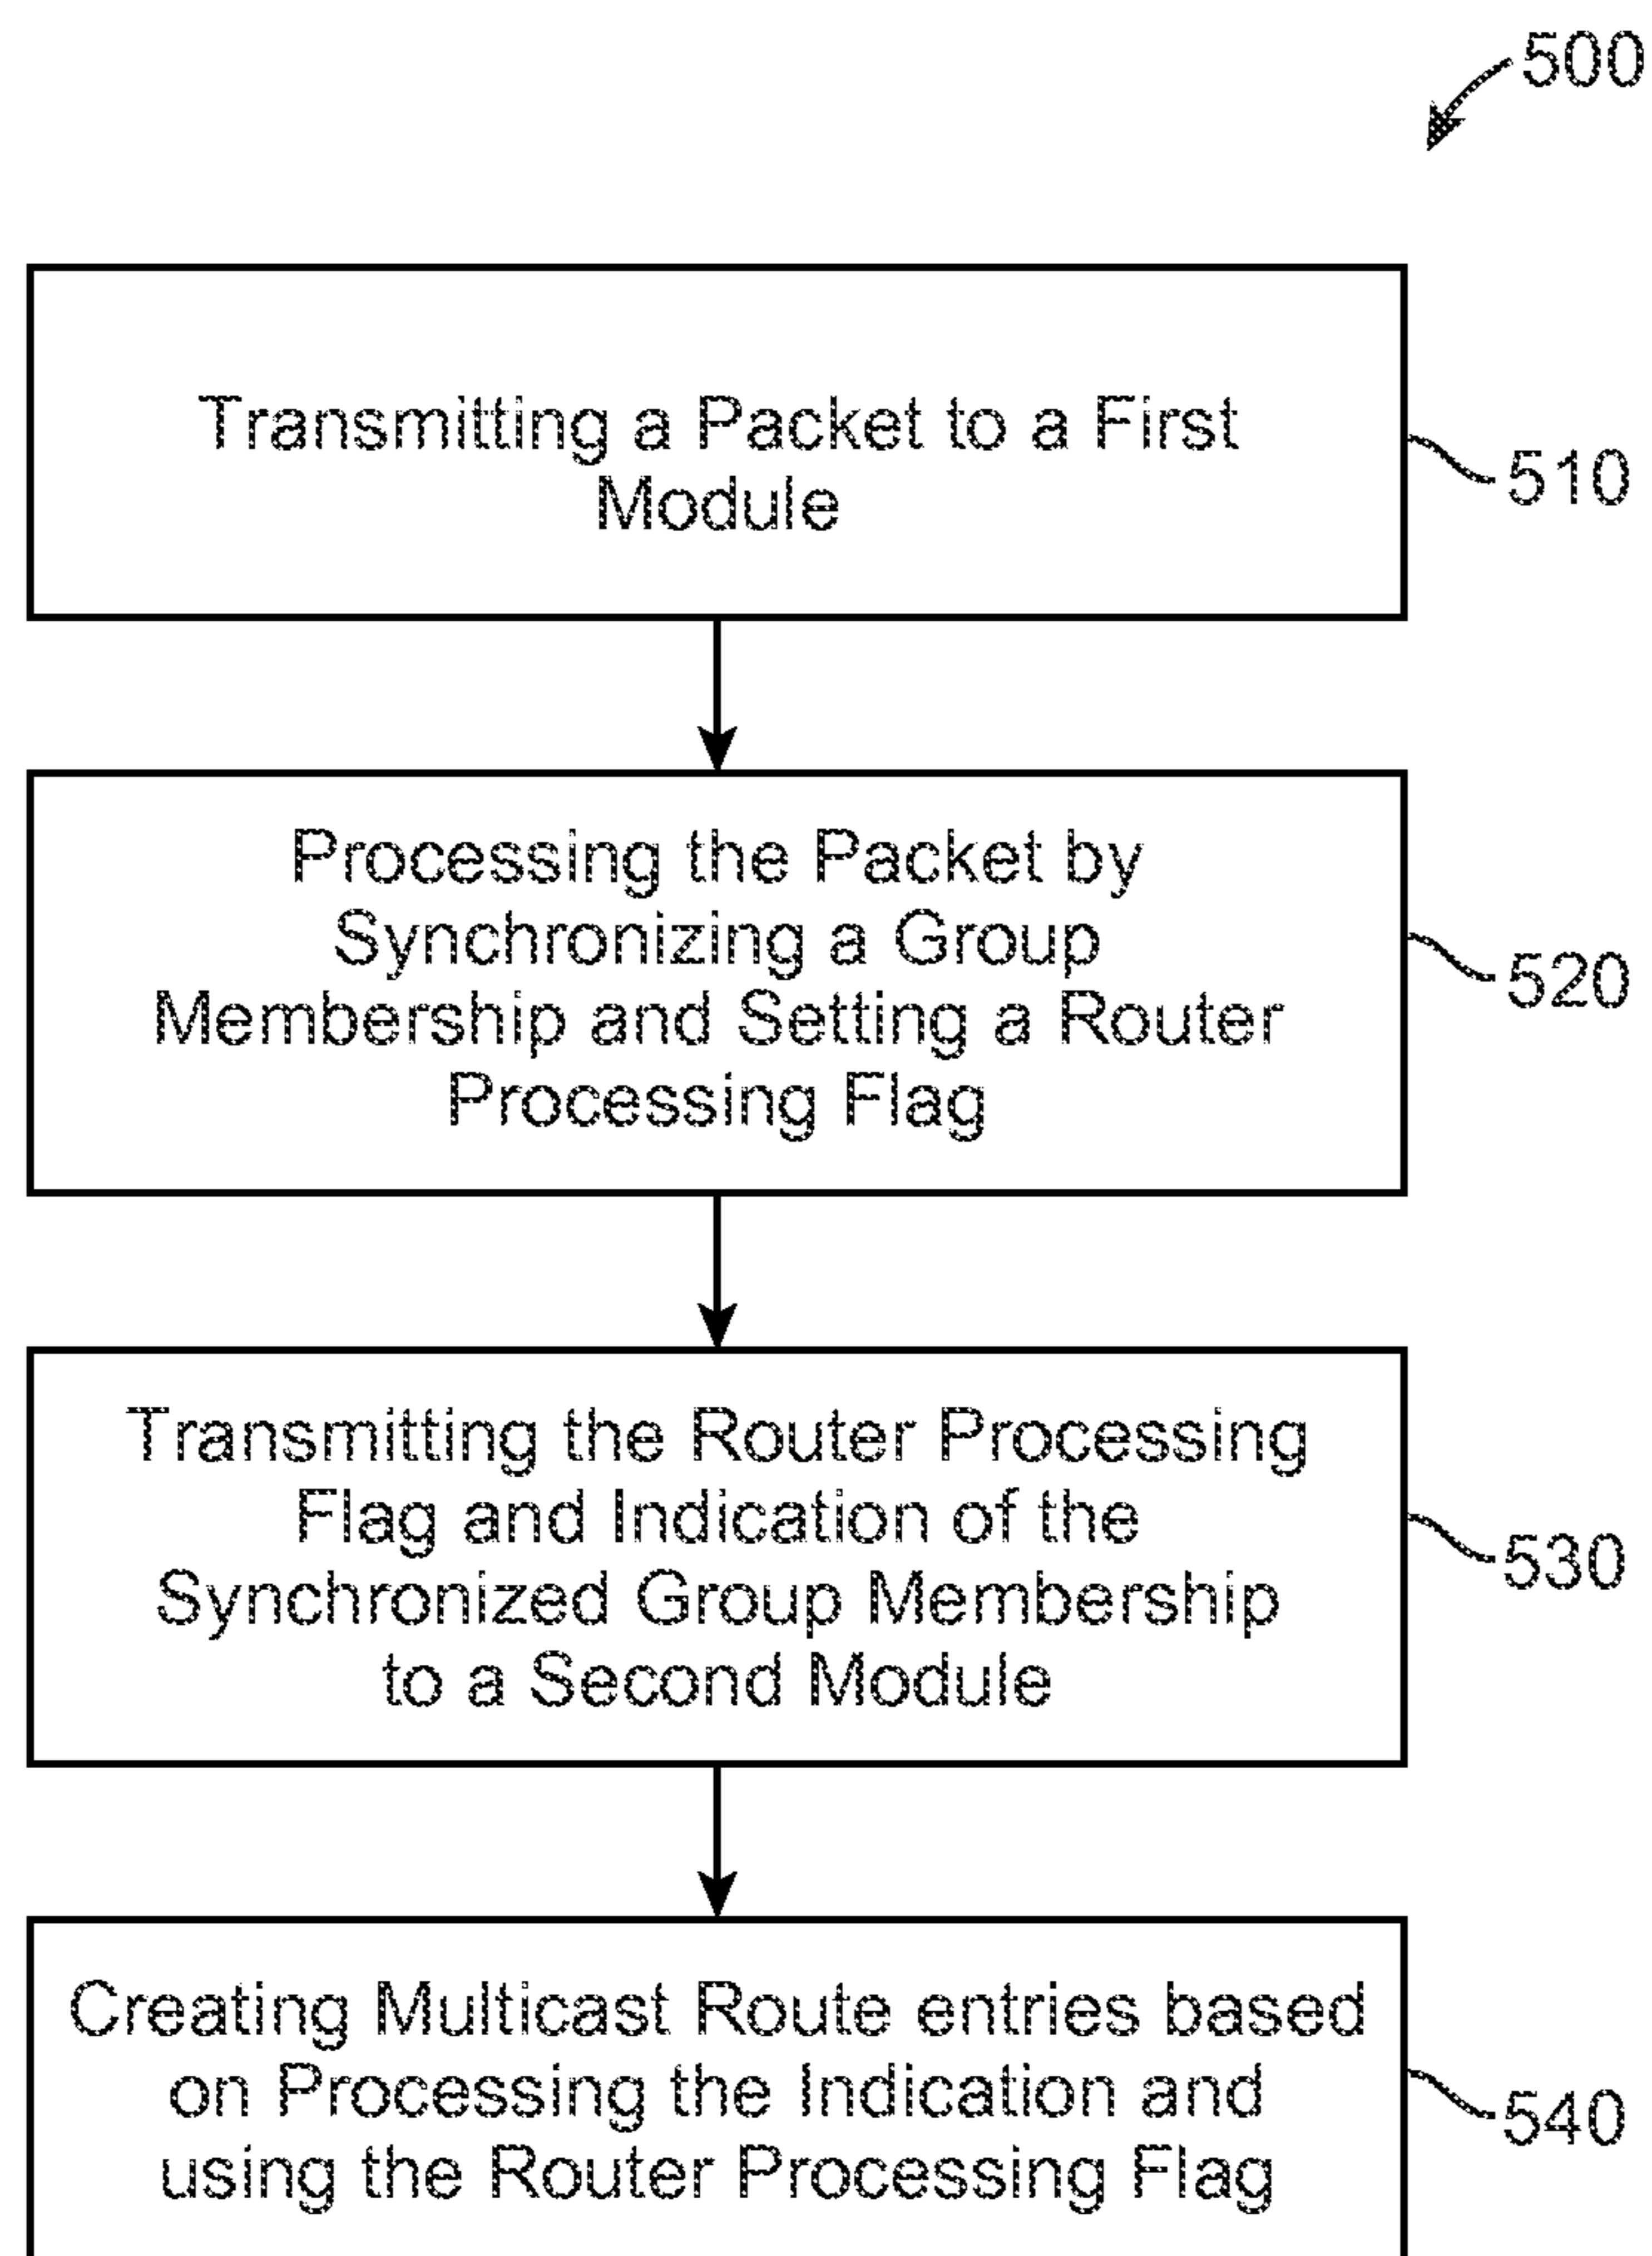 500
Transmitting a Packet to a First
Module
510
Processing the Packet by
Synchronizing a Group
Membership and Setting a Router
Processing Flag
520
Transmitting the Router Processing
Flag and Indication of the
Synchronized Group Membership
to a Second Module
530
Creating Multicast Route entries based
on Processing the Indication and
using the Router Processing Flag
540